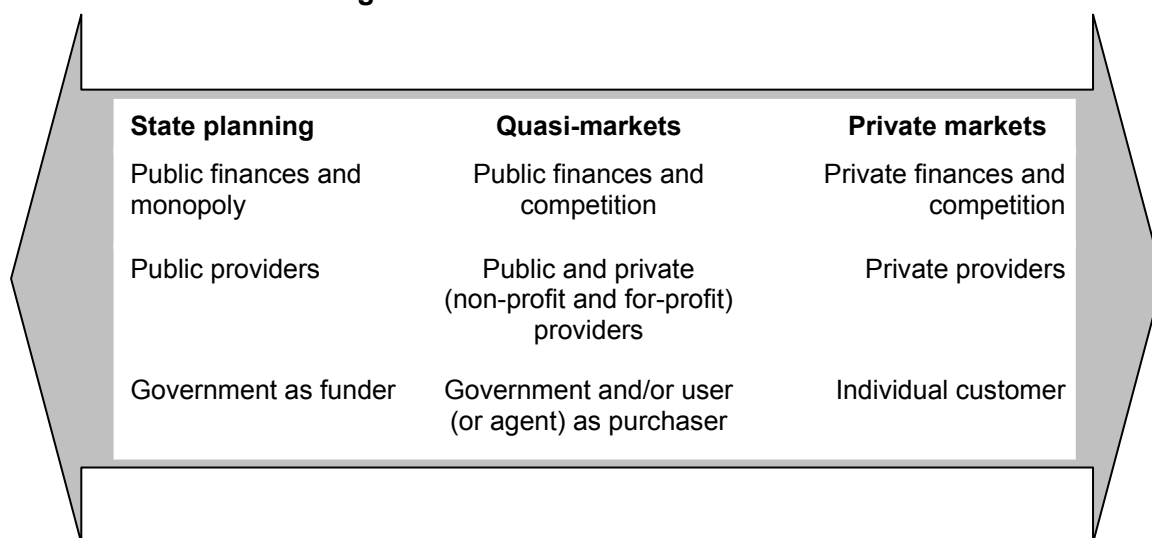 State planning
Quasi-markets
Private markets
Public finances and
monopoly
Public finances and
competition
Private finances and
competition
Public providers
Public and private
(non-profit and for-profit)
providers
Private providers
Government as funder
Government and/or user
(or agent) as purchaser
Individual customer